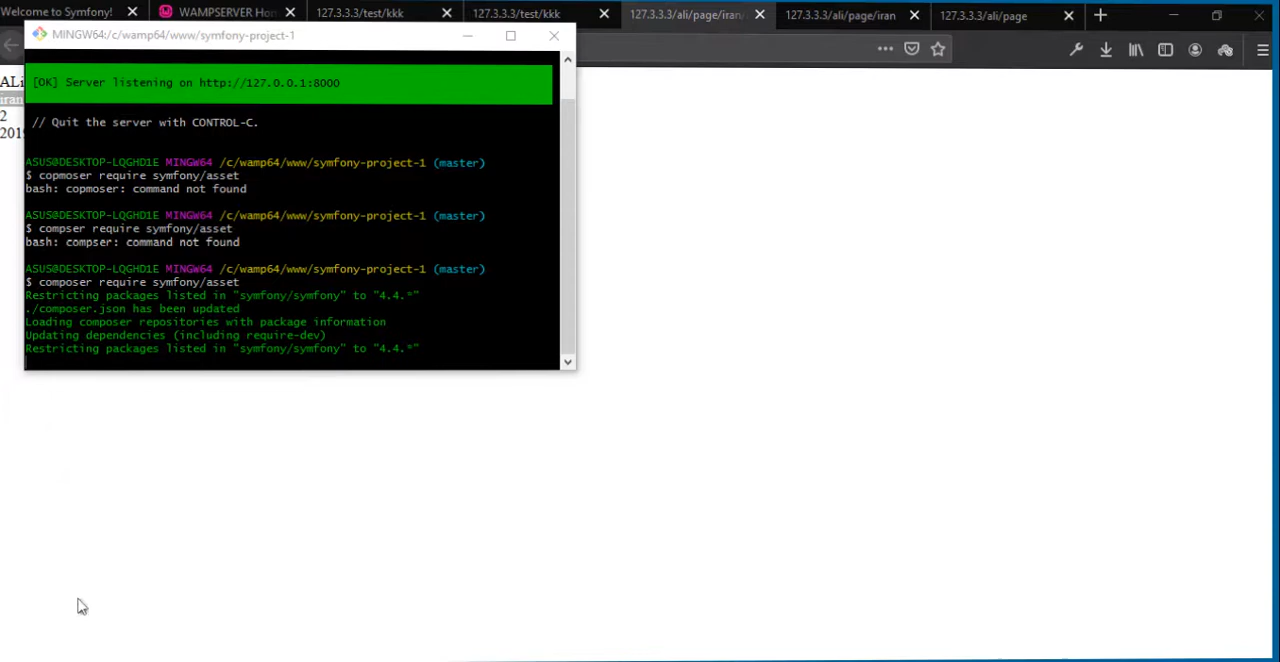 Welcome to Symfony!
WAMPSERVER Ho
127.3.3.3/test/kkk
127.3.3.3/test/kkk
127.3.3.3/ali/page/iran/
127.3.3.3/ali/page/iran
127.3.3.3/ali/page
MINGW64:/c/wamp64/www/symfony-project-1
ALi
iran
2
2019
[OK] Server listening on http://127.0.0.1:8000
// Quit the server with CONTROL-C.
ASUS@DESKTOP-LQGHD1E MINGW64 /c/wamp64/www/symfony-project-1 (master)
$ copmoser require symfony/asset
bash: copmoser: command not found
ASUS@DESKTOP-LQGHD1E MINGW64 /c/wamp64/www/symfony-project-1 (master)
$ compser require symfony/asset
bash: compser: command not found
ASUS@DESKTOP-LQGHD1E MINGW64 /c/wamp64/www/symfony-project-1 (master)
$ composer require symfony/asset
Restricting packages listed in "symfony/symfony" to "4.4.*"
./composer.json has been updated
Loading composer repositories with package information
Updating dependencies (including require-dev)
Restricting packages listed in "symfony/symfony" to "4.4.*"